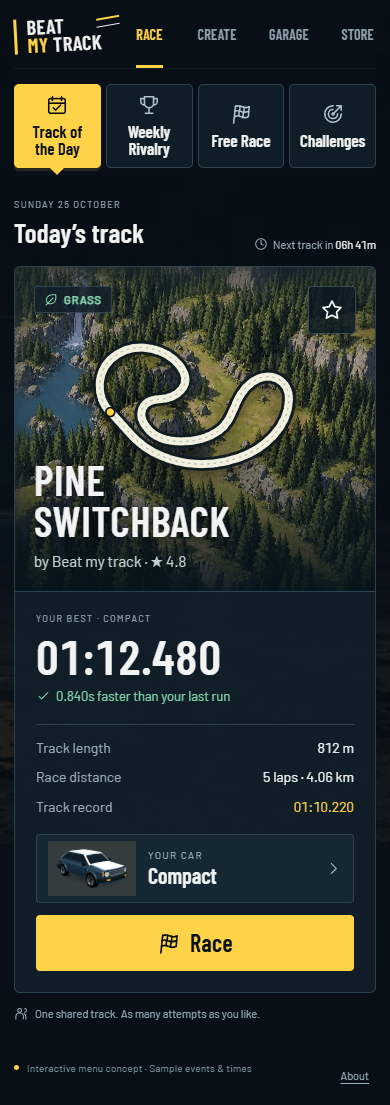 BEAT
MY TRACK
RACE CREATE GARAGE STORE
Track of
the Day
Weekly
Rivalry
Free Race
Challenges
SUNDAY 25 OCTOBER
Today's track
Next track in 06h 41m
GRASS
PINE
SWITCHBACK
by Beat my track · ★ 4.8
YOUR BEST · COMPACT
01:12.480
0.840s faster than your last run
Track length 812 m
Race distance 5 laps · 4.06 km
Track record 01:10.220
YOUR CAR
Compact
Race
One shared track. As many attempts as you like.
Interactive menu concept · Sample events & times
About